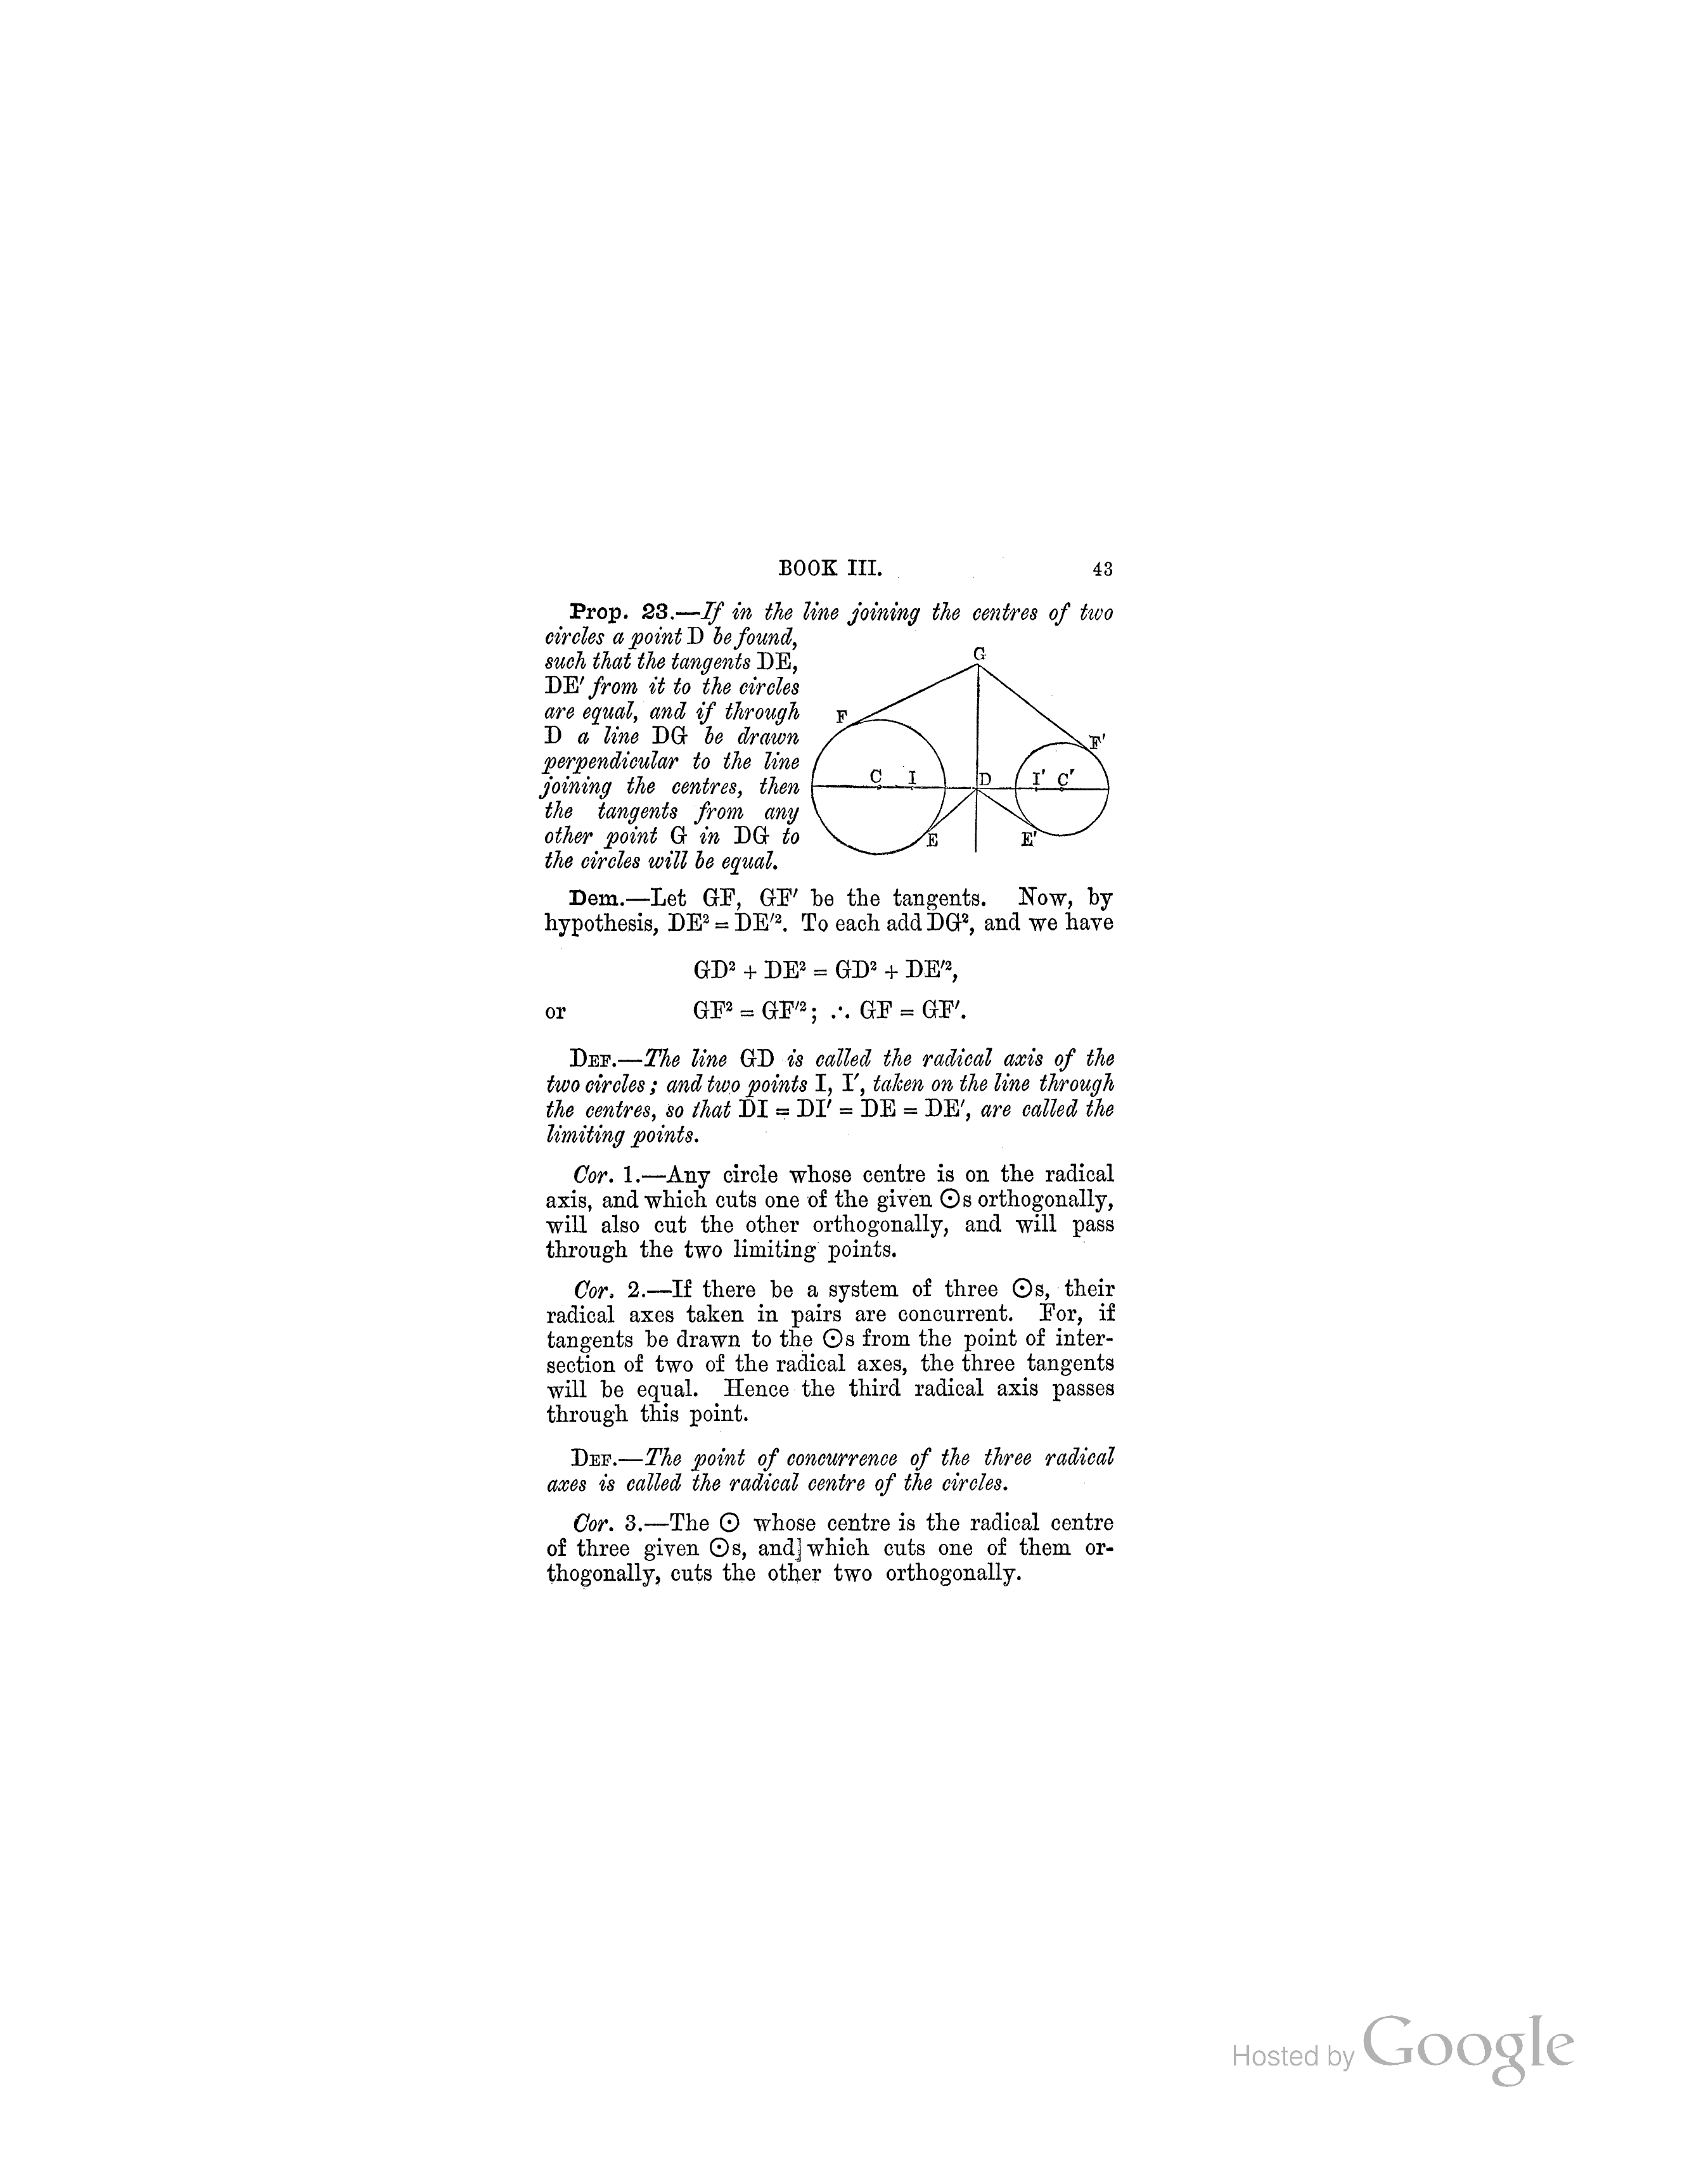 BOOK III. 43
Prop. 23.—If in the line joining the centres of two
circles a point D be found,
such that the tangents DE,
DE′ from it to the circles
are equal, and if through
D a line DG be drawn
perpendicular to the line
joining the centres, then
the tangents from any
other point G in DG to
the circles will be equal.
G
F
F′
C I D I′ C′
E E′
Dem.—Let GF, GF′ be the tangents. Now, by
hypothesis, DE² = DE′². To each add DG², and we have
GD² + DE² = GD² + DE′²,
or GF² = GF′²; ∴ GF = GF′.
DEF.—The line GD is called the radical axis of the
two circles; and two points I, I′, taken on the line through
the centres, so that DI = DI′ = DE = DE′, are called the
limiting points.
Cor. 1.—Any circle whose centre is on the radical
axis, and which cuts one of the given ⊙s orthogonally,
will also cut the other orthogonally, and will pass
through the two limiting points.
Cor. 2.—If there be a system of three ⊙s, their
radical axes taken in pairs are concurrent. For, if
tangents be drawn to the ⊙s from the point of inter-
section of two of the radical axes, the three tangents
will be equal. Hence the third radical axis passes
through this point.
DEF.—The point of concurrence of the three radical
axes is called the radical centre of the circles.
Cor. 3.—The ⊙ whose centre is the radical centre
of three given ⊙s, and] which cuts one of them or-
thogonally, cuts the other two orthogonally.
Hosted by Google